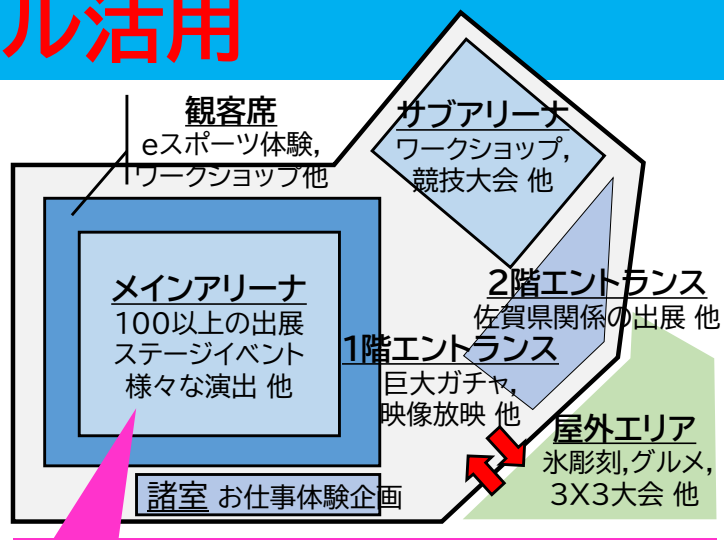 ル活用
観客席
eスポーツ体験,
ワークショップ他
サブアリーナ
ワークショップ,
競技大会 他
メインアリーナ
100以上の出展
ステージイベント
様々な演出 他
2階エントランス
佐賀県関係の出展 他
1階エントランス
巨大ガチャ,
映像放映 他
屋外エリア
氷彫刻,グルメ,
3X3大会 他
諸室 お仕事体験企画